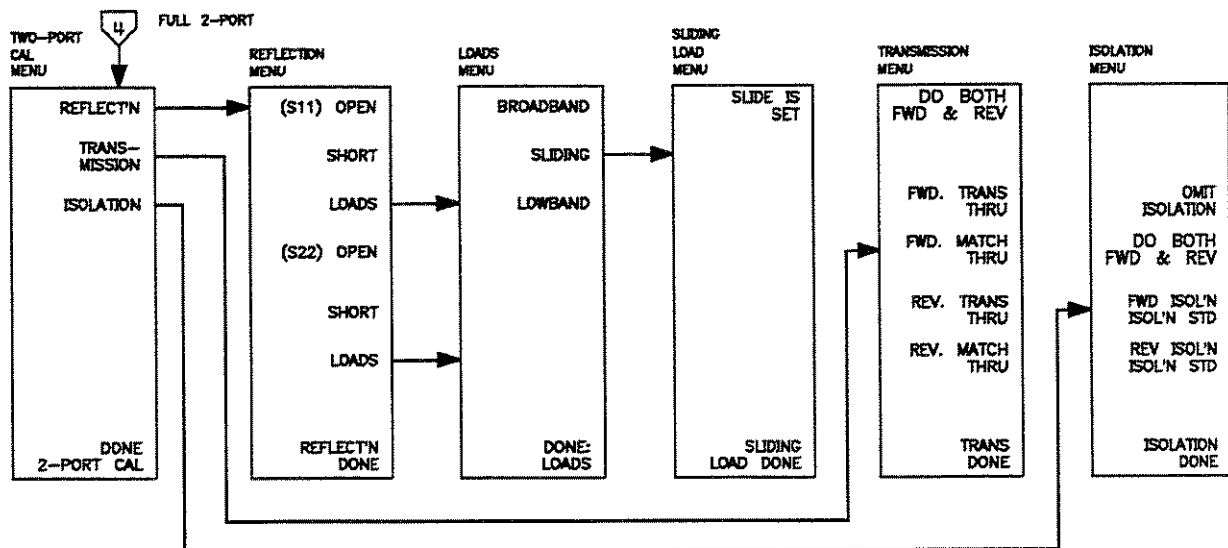 4
FULL 2-PORT
TWO-PORT
CAL
MENU
REFLECT'N
TRANS-
MISSION
ISOLATION
DONE
2-PORT CAL
REFLECTION
MENU
(S11) OPEN
SHORT
LOADS
(S22) OPEN
SHORT
LOADS
REFLECT'N
DONE
LOADS
MENU
BROADBAND
SLIDING
LOWBAND
DONE:
LOADS
SLIDING
LOAD
MENU
SLIDE IS
SET
SLIDING
LOAD DONE
TRANSMISSION
MENU
DO BOTH
FWD & REV
FWD. TRANS
THRU
FWD. MATCH
THRU
REV. TRANS
THRU
REV. MATCH
THRU
TRANS
DONE
ISOLATION
MENU
OMIT
ISOLATION
DO BOTH
FWD & REV
FWD ISOL'N
ISOL'N STD
REV ISOL'N
ISOL'N STD
ISOLATION
DONE